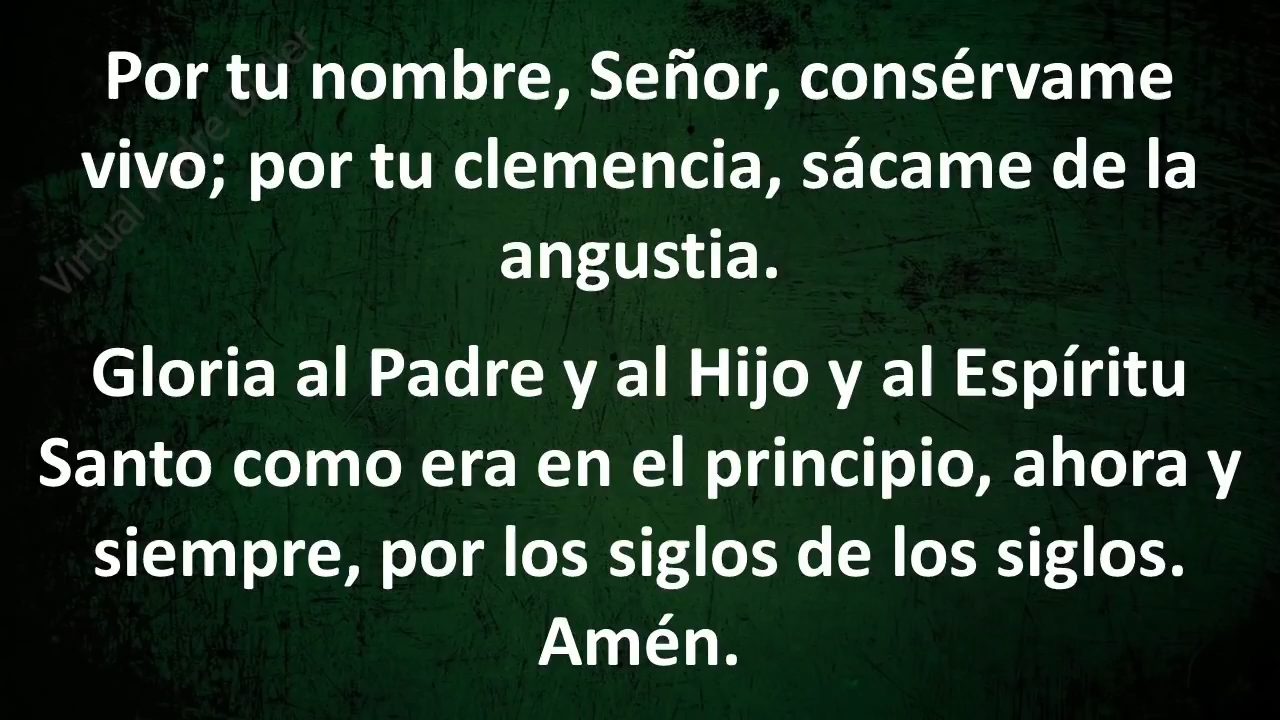 Por tu nombre, Señor, consérvame
vivo; por tu clemencia, sácame de la
angustia.
Gloria al Padre y al Hijo y al Espíritu
Santo como era en el principio, ahora y
siempre, por los siglos de los siglos.
Amén.
Virtual